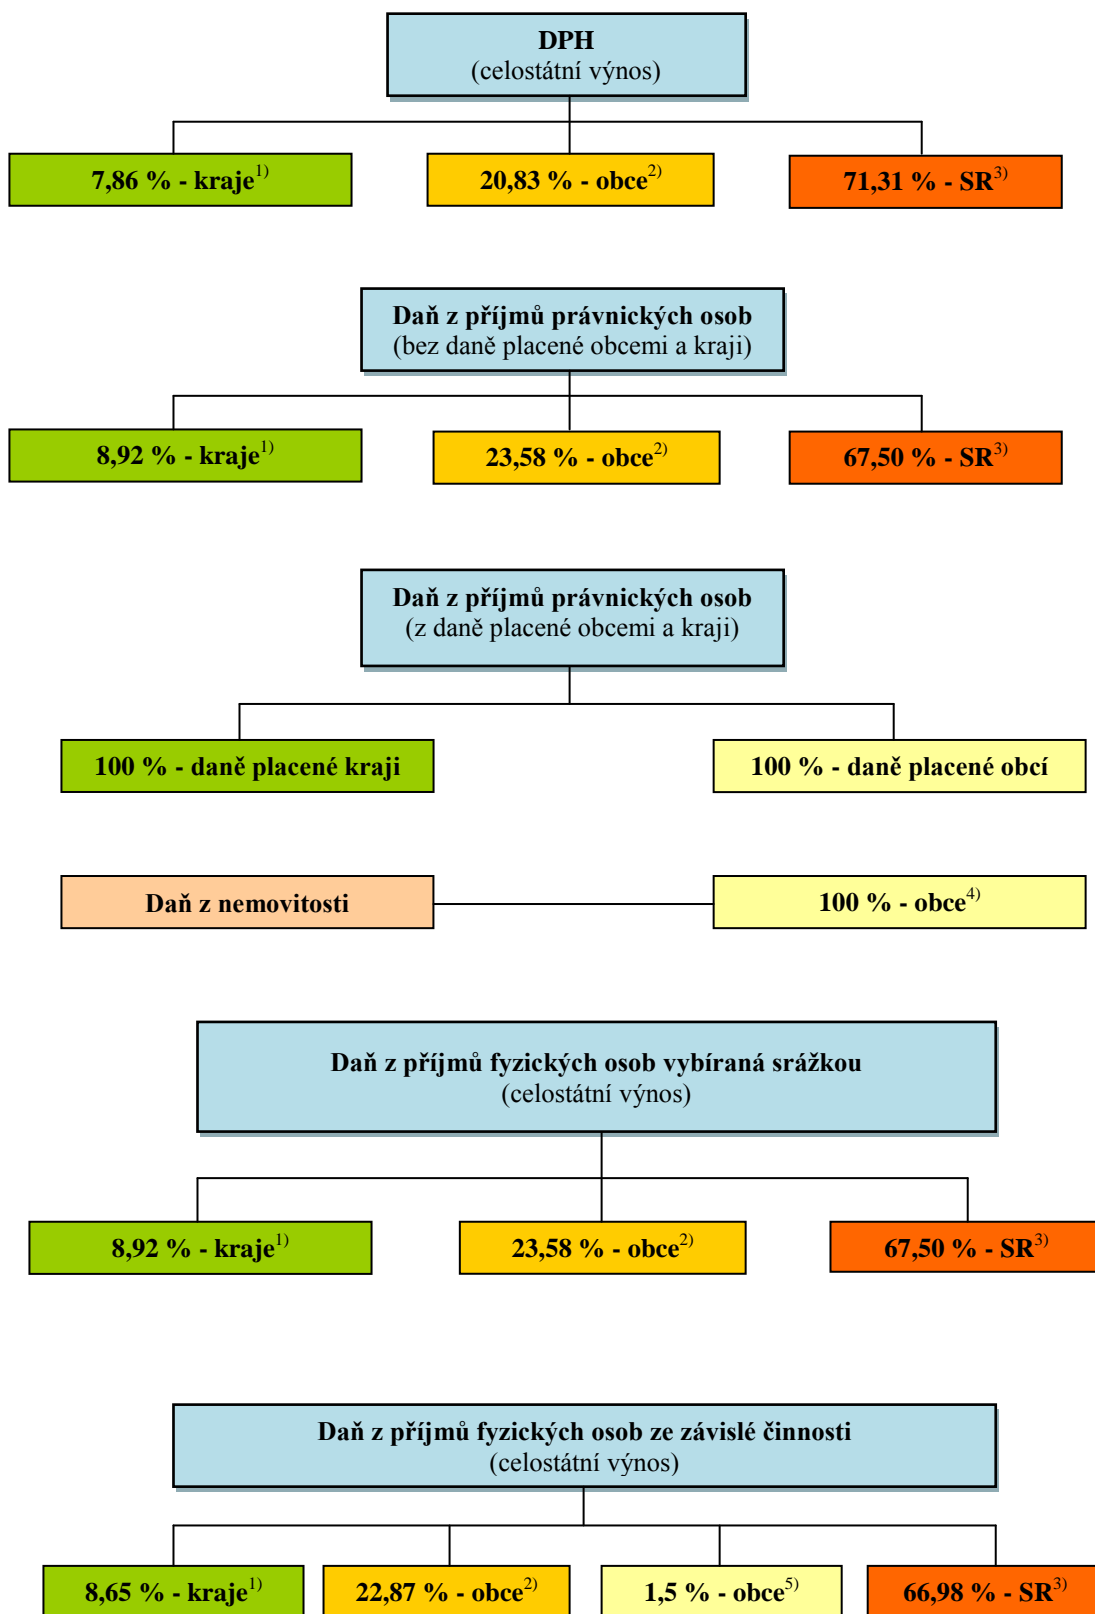 DPH
(celostátní výnos)
7,86 % - kraje1)
20,83 % - obce2)
71,31 % - SR3)
Daň z příjmů právnických osob
(bez daně placené obcemi a kraji)
8,92 % - kraje1)
23,58 % - obce2)
67,50 % - SR3)
Daň z příjmů právnických osob
(z daně placené obcemi a kraji)
100 % - daně placené kraji
100 % - daně placené obcí
Daň z nemovitosti
100 % - obce4)
Daň z příjmů fyzických osob vybíraná srážkou
(celostátní výnos)
8,92 % - kraje1)
23,58 % - obce2)
67,50 % - SR3)
Daň z příjmů fyzických osob ze závislé činnosti
(celostátní výnos)
8,65 % - kraje1)
22,87 % - obce2)
1,5 % - obce5)
66,98 % - SR3)